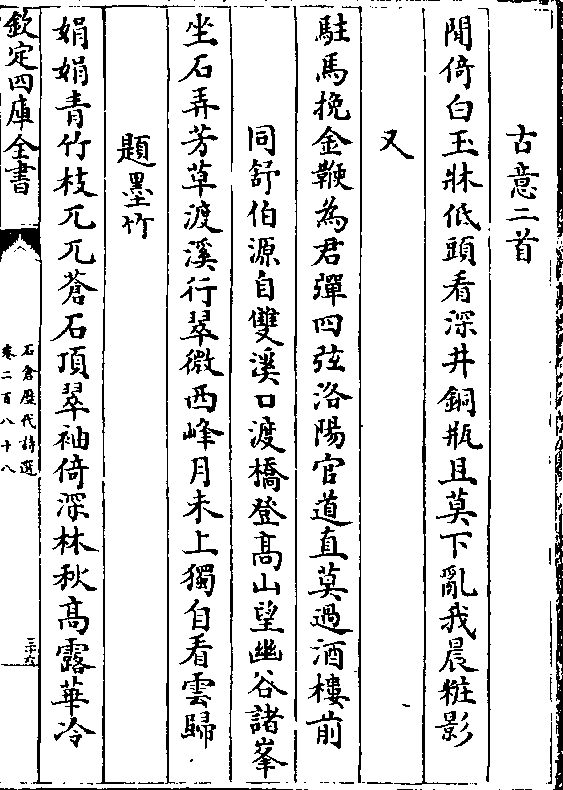 古意二首
閒倚白玉牀低頭看深井銅瓶且莫下亂我晨粧影
又
駐馬挽金鞭為君彈四弦洛陽官道直莫過酒樓前
同舒伯源自雙溪口渡橋登高山望幽谷諸峯
坐石弄芳草渡溪行翠微西峰月未上獨自看雲歸
題墨竹
娟娟青竹枝兀兀蒼石頂翠袖倚深林秋高露華冷
欽定四庫全書
石倉歷代詩選
卷二百八十八
三十五